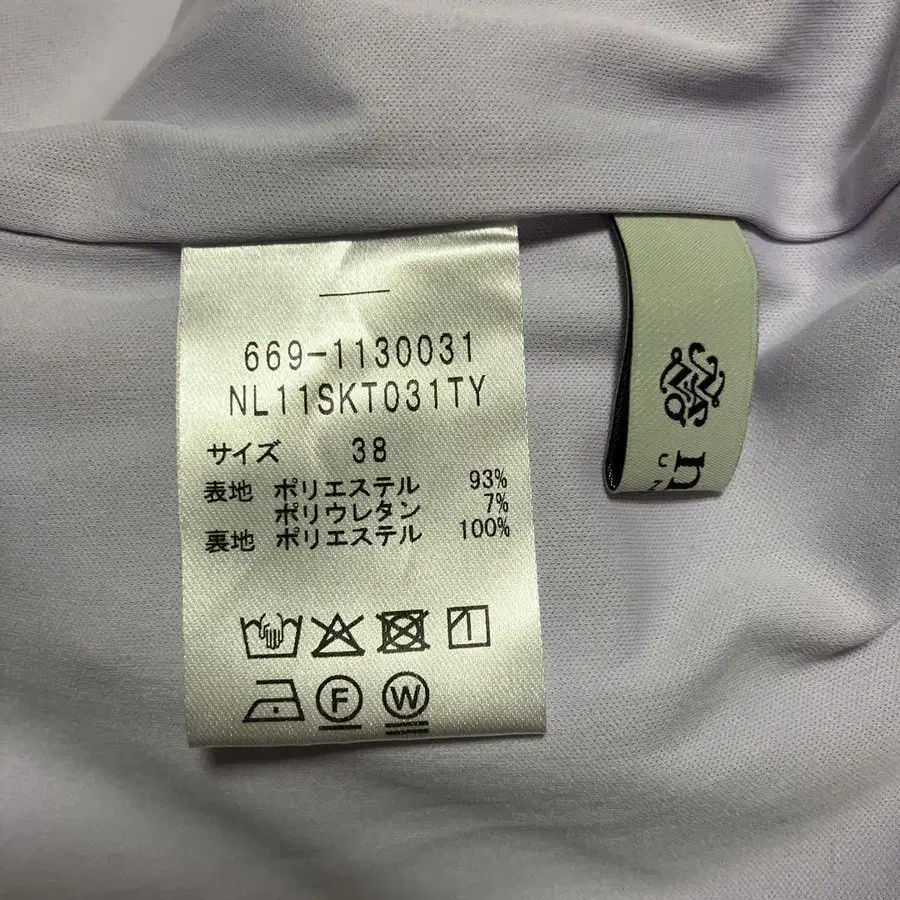 669-1130031
NL11SKT031TY
サイズ 38
表地 ポリエステル 93%
ポリウレタン 7%
裏地 ポリエステル 100%
F W
n
C N